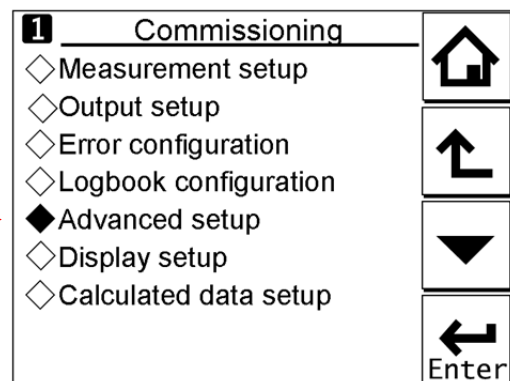 1 Commissioning
Measurement setup
Output setup
Error configuration
Logbook configuration
Advanced setup
Display setup
Calculated data setup
Enter